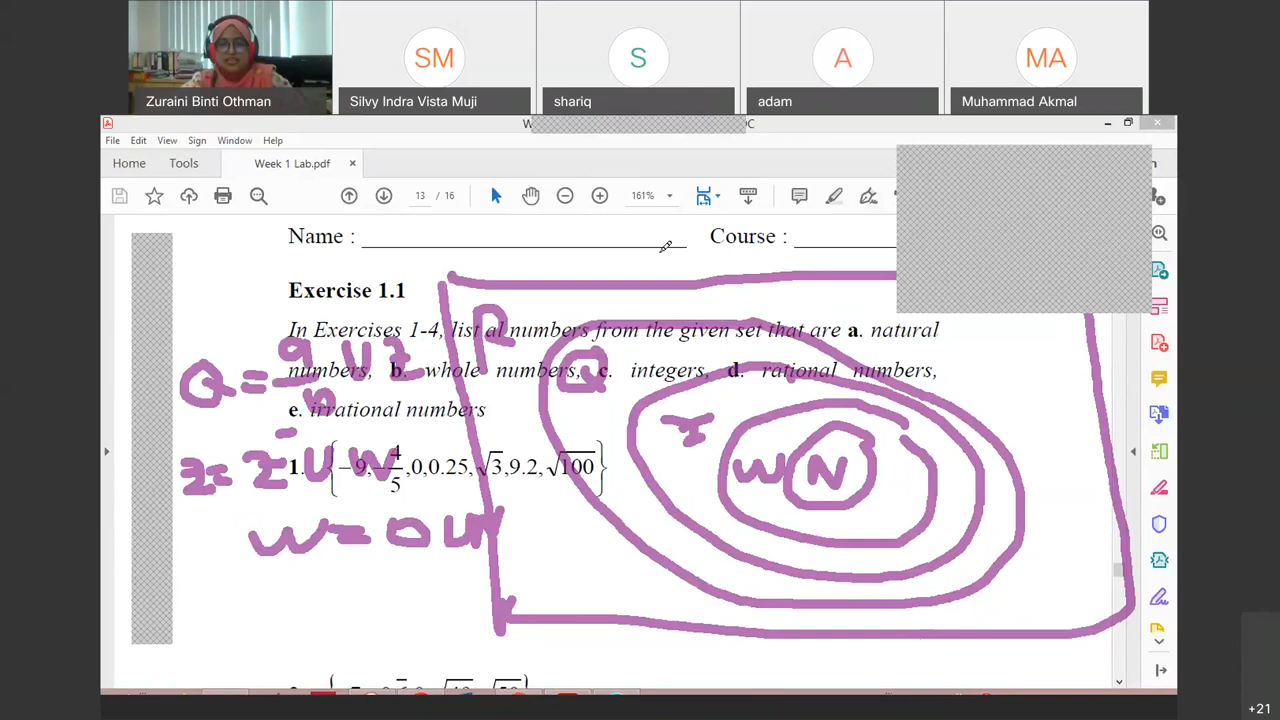 SM S A MA
Zuraini Binti Othman Silvy Indra Vista Muji shariq adam Muhammad Akmal
File Edit View Sign Window Help
Home Tools Week 1 Lab.pdf
13 / 16 161%
Name : Course :
Exercise 1.1
In Exercises 1-4, list al numbers from the given set that are a. natural
numbers, b. whole numbers, c. integers, d. rational numbers,
e. irrational numbers
1. {−9, −4/5, 0, 0.25, √3, 9.2, √100}
R
Q
Z
W N
Q = a/b U Z
Z = Z⁻ U W
W = 0 U
+21